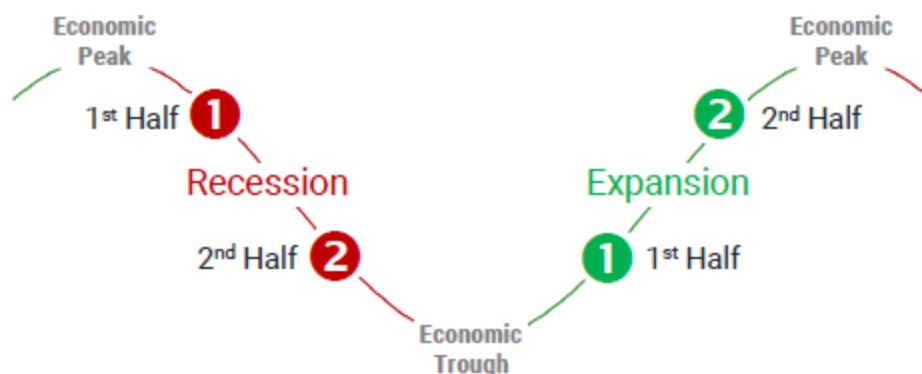 Economic
Peak
Economic
Peak
1st Half 1
2 2nd Half
Recession
Expansion
2nd Half 2
1 1st Half
Economic
Trough